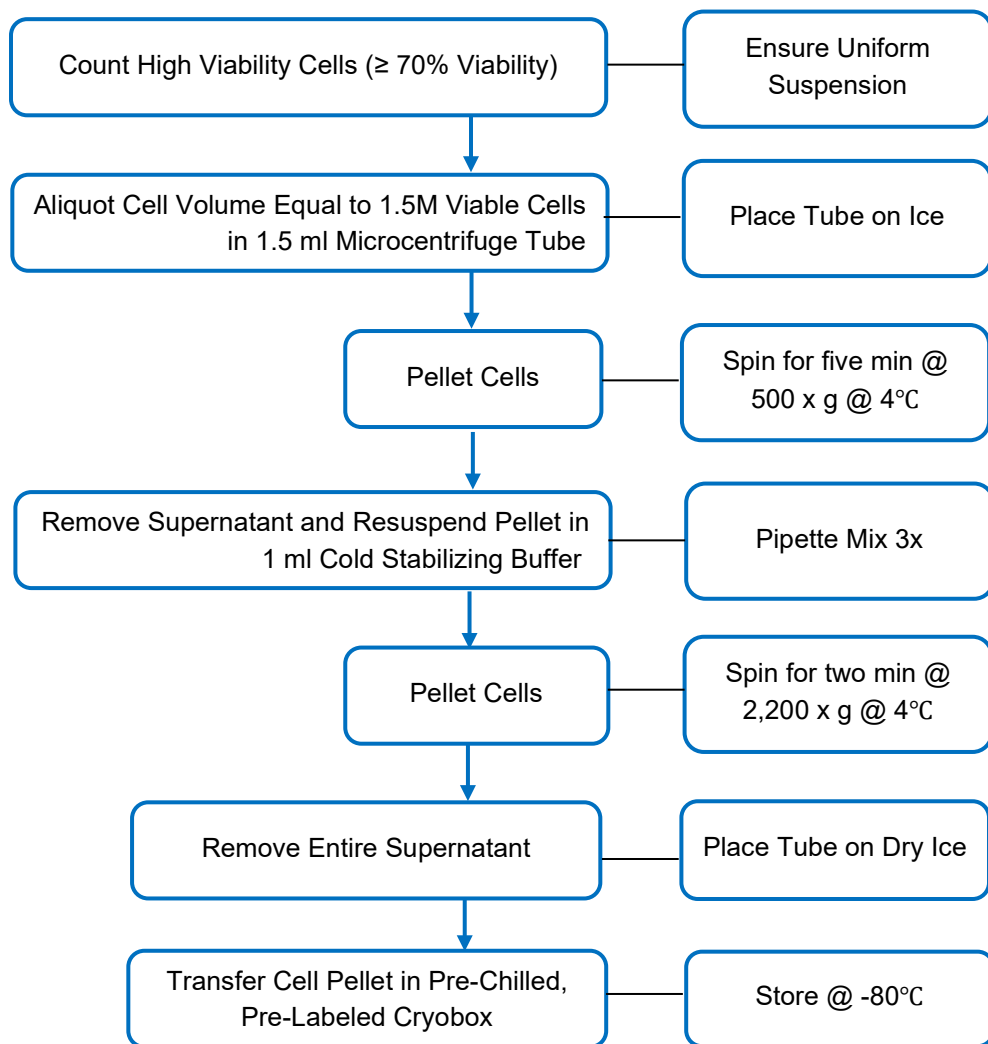 Count High Viability Cells (≥ 70% Viability)
Ensure Uniform
Suspension
Aliquot Cell Volume Equal to 1.5M Viable Cells
in 1.5 ml Microcentrifuge Tube
Place Tube on Ice
Pellet Cells
Spin for five min @
500 x g @ 4℃
Remove Supernatant and Resuspend Pellet in
1 ml Cold Stabilizing Buffer
Pipette Mix 3x
Pellet Cells
Spin for two min @
2,200 x g @ 4℃
Remove Entire Supernatant
Place Tube on Dry Ice
Transfer Cell Pellet in Pre-Chilled,
Pre-Labeled Cryobox
Store @ -80℃